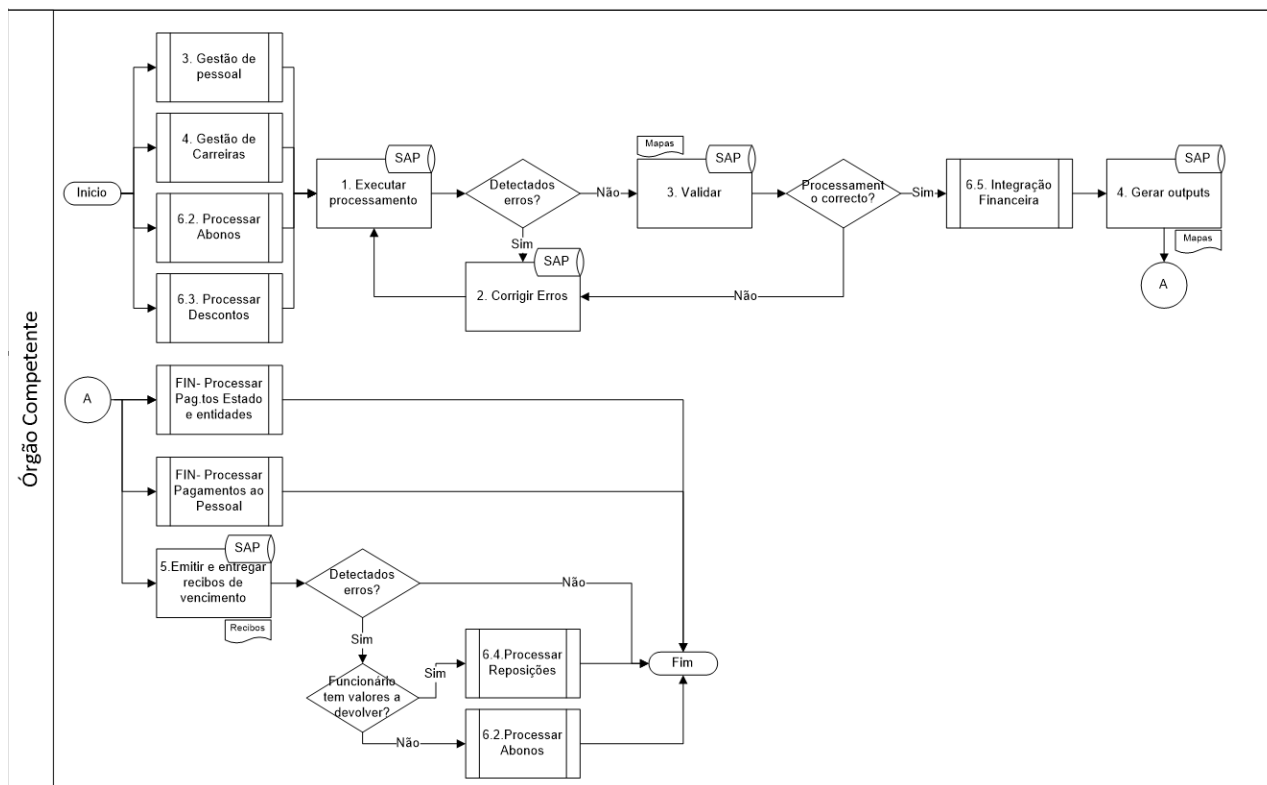 Órgão Competente
Inicio
3. Gestão de
pessoal
4. Gestão de
Carreiras
6.2. Processar
Abonos
6.3. Processar
Descontos
SAP
1. Executar
processamento
Detectados
erros?
Não
Sim
SAP
2. Corrigir Erros
Mapas
SAP
3. Validar
Processament
o correcto?
Sim
Não
6.5. Integração
Financeira
SAP
4. Gerar outputs
Mapas
A
A
FIN- Processar
Pag.tos Estado
e entidades
FIN- Processar
Pagamentos ao
Pessoal
SAP
5.Emitir e entregar
recibos de
vencimento
Recibos
Detectados
erros?
Não
Sim
Funcionário
tem valores a
devolver?
Sim
Não
6.4.Processar
Reposições
6.2.Processar
Abonos
Fim